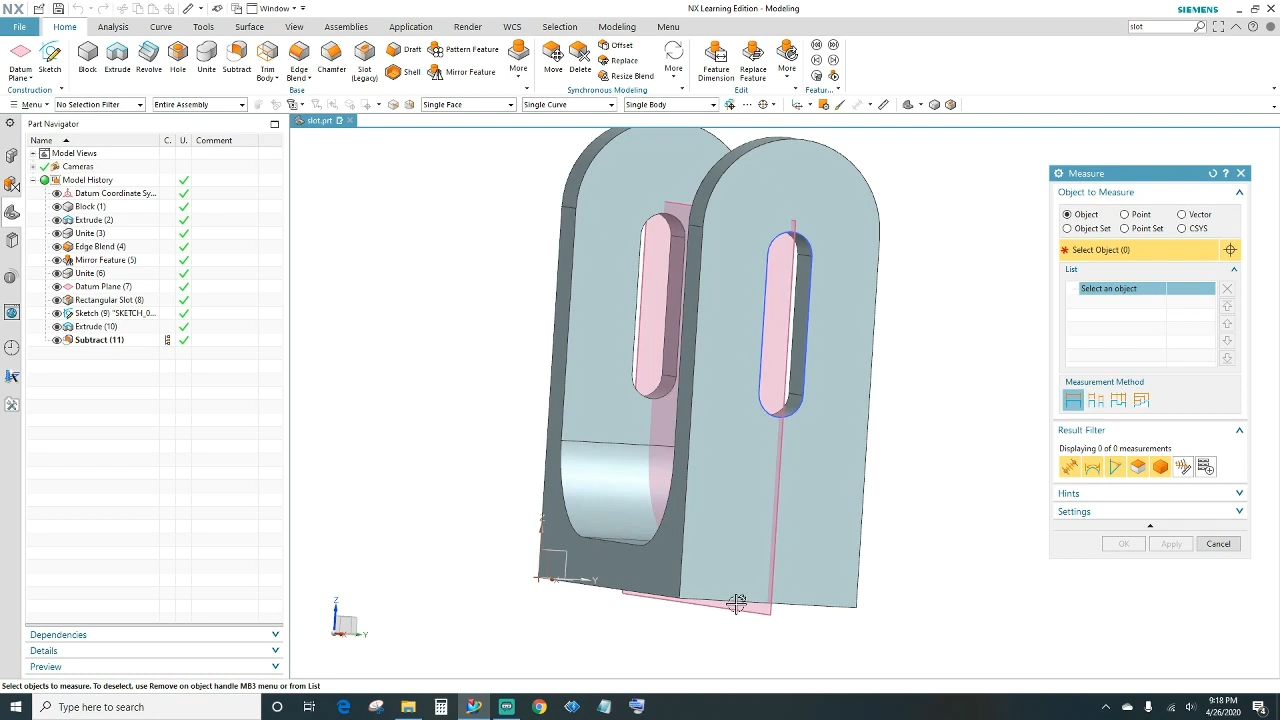 NX
Window
NX Learning Edition - Modeling
SIEMENS
File
Home
Analysis
Curve
Tools
Surface
View
Assemblies
Application
Render
WCS
Selection
Modeling
Menu
slot
Datum Plane
Sketch
Block
Extrude
Revolve
Hole
Unite
Subtract
Trim Body
Edge Blend
Chamfer
Slot (Legacy)
Draft
Shell
Pattern Feature
Mirror Feature
More
Move
Delete
Offset
Replace
Resize Blend
More
Feature Dimension
Replace Feature
More
Construction
Base
Synchronous Modeling
Edit
Featur...
Menu
No Selection Filter
Entire Assembly
Single Face
Single Curve
Single Body
Part Navigator
slot.prt
Name
C.
U.
Comment
Model Views
Cameras
Model History
Datum Coordinate Sy...
Block (1)
Extrude (2)
Unite (3)
Edge Blend (4)
Mirror Feature (5)
Unite (6)
Datum Plane (7)
Rectangular Slot (8)
Sketch (9) "SKETCH_0...
Extrude (10)
Subtract (11)
Dependencies
Details
Preview
Y
Z
X
Y
Measure
Object to Measure
Object
Point
Vector
Object Set
Point Set
CSYS
* Select Object (0)
List
Select an object
Measurement Method
Result Filter
Displaying 0 of 0 measurements
Hints
Settings
OK
Apply
Cancel
Select objects to measure. To deselect, use Remove on object handle MB3 menu or from List
Type here to search
9:18 PM
4/26/2020